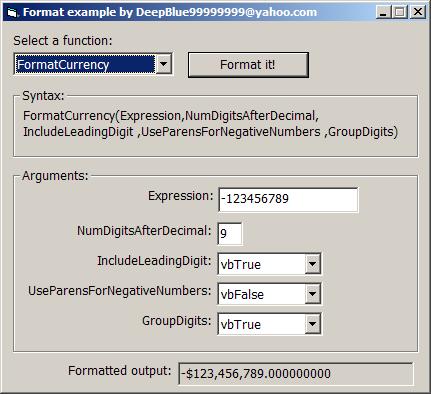 Format example by DeepBlue99999999@yahoo.com
Select a function:
FormatCurrency Format it!
Syntax:
FormatCurrency(Expression,NumDigitsAfterDecimal,
IncludeLeadingDigit ,UseParensForNegativeNumbers ,GroupDigits)
Arguments:
Expression: -123456789
NumDigitsAfterDecimal: 9
IncludeLeadingDigit: vbTrue
UseParensForNegativeNumbers: vbFalse
GroupDigits: vbTrue
Formatted output: -$123,456,789.000000000